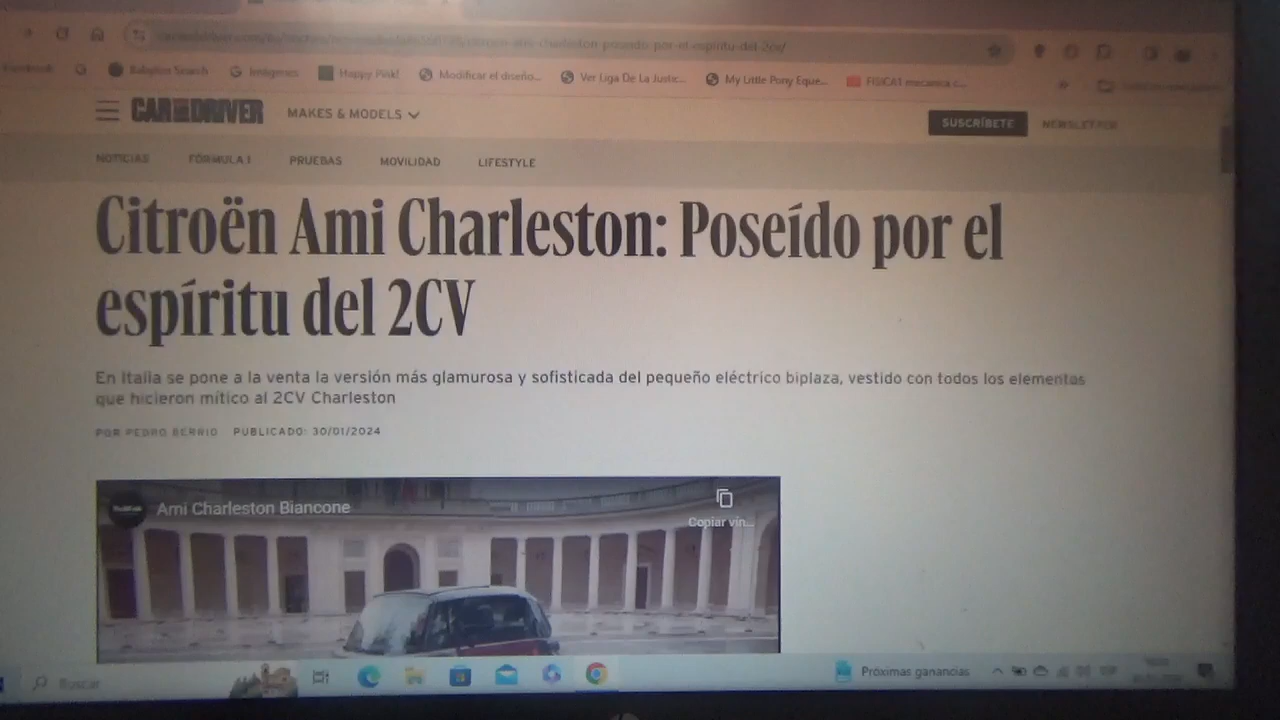 Facebook
Babylon Search
Imágenes
Happy Pink!
Modificar el diseño...
Ver Liga De La Justic...
My Little Pony Eque...
FISICA1 mecanica c...
CAR AND DRIVER
MAKES & MODELS
SUSCRÍBETE
NEWSLETTER
NOTICIAS
FÓRMULA 1
PRUEBAS
MOVILIDAD
LIFESTYLE
Citroën Ami Charleston: Poseído por el
espíritu del 2CV
En Italia se pone a la venta la versión más glamurosa y sofisticada del pequeño eléctrico biplaza, vestido con todos los elementos
que hicieron mítico al 2CV Charleston
POR PEDRO BERRIO PUBLICADO: 30/01/2024
Ami Charleston Biancone
Copiar vín...
Buscar
Próximas ganancias